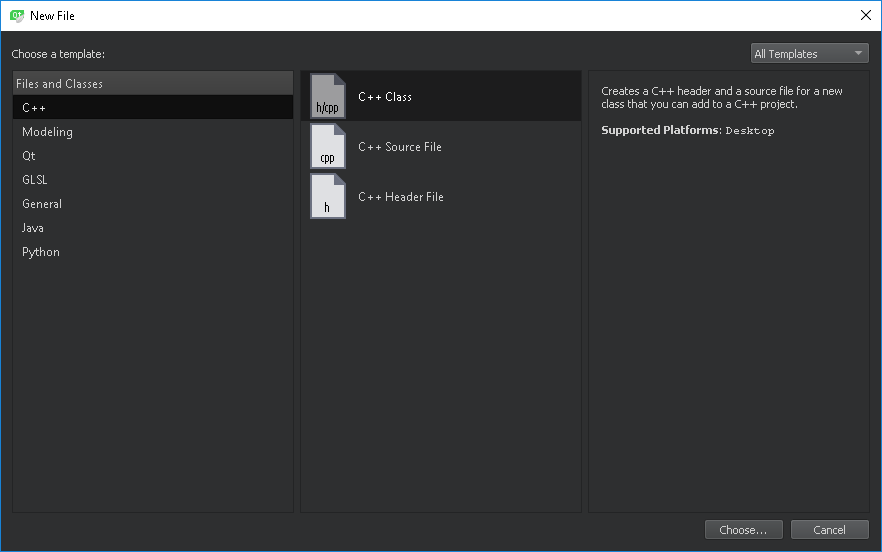 New File
Choose a template:
All Templates
Files and Classes
C++
Modeling
Qt
GLSL
General
Java
Python
h/cpp
C++ Class
cpp
C++ Source File
h
C++ Header File
Creates a C++ header and a source file for a new
class that you can add to a C++ project.
Supported Platforms: Desktop
Choose...
Cancel